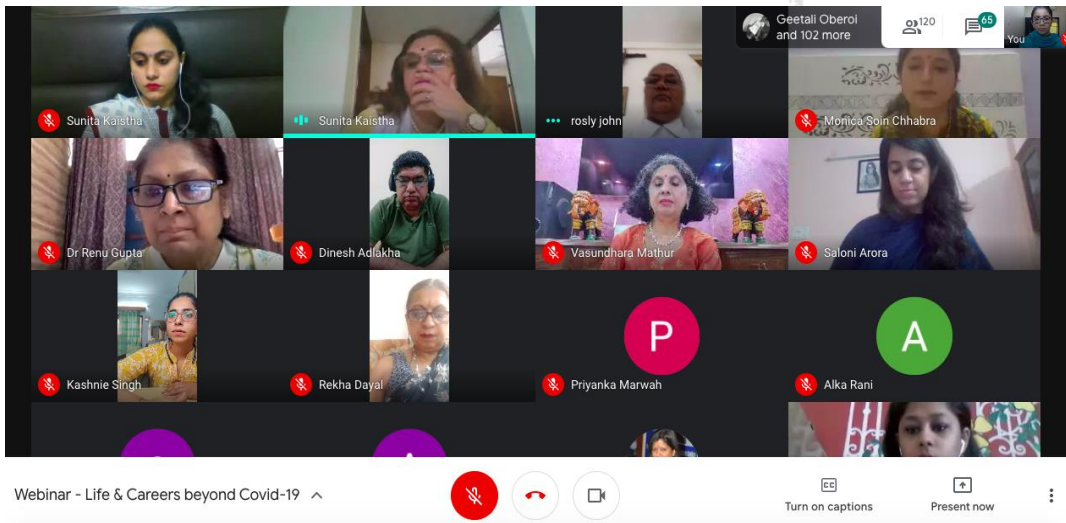 Geetali Oberoi
and 102 more
120
65
You
Sunita Kaistha
Sunita Kaistha
rosly john
Monica Soin Chhabra
Dr Renu Gupta
Dinesh Adlakha
Vasundhara Mathur
Saloni Arora
Kashnie Singh
Rekha Dayal
P
Priyanka Marwah
A
Alka Rani
Webinar - Life & Careers beyond Covid-19
CC
Turn on captions
Present now